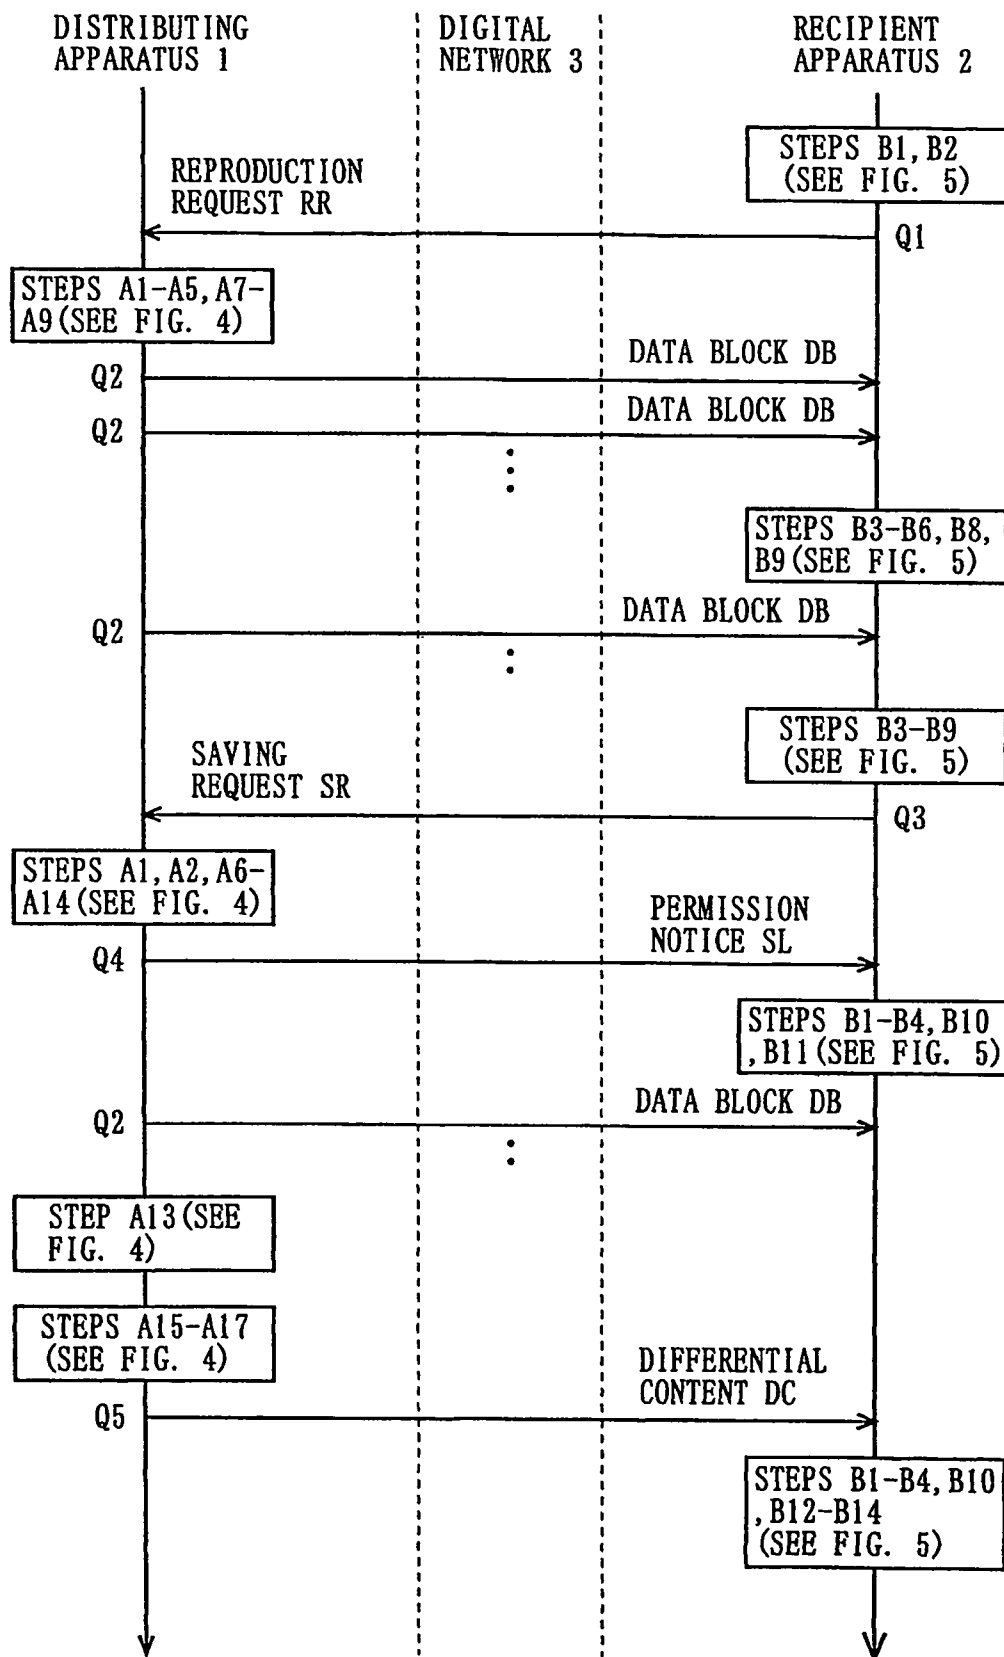 DISTRIBUTING
APPARATUS 1
DIGITAL
NETWORK 3
RECIPIENT
APPARATUS 2
STEPS B1, B2
(SEE FIG. 5)
REPRODUCTION
REQUEST RR
Q1
STEPS A1-A5, A7-
A9(SEE FIG. 4)
DATA BLOCK DB
Q2
DATA BLOCK DB
Q2
STEPS B3-B6, B8,
B9(SEE FIG. 5)
DATA BLOCK DB
Q2
STEPS B3-B9
(SEE FIG. 5)
SAVING
REQUEST SR
Q3
STEPS A1, A2, A6-
A14(SEE FIG. 4)
PERMISSION
NOTICE SL
Q4
STEPS B1-B4, B10
, B11(SEE FIG. 5)
DATA BLOCK DB
Q2
STEP A13(SEE
FIG. 4)
STEPS A15-A17
(SEE FIG. 4)
DIFFERENTIAL
CONTENT DC
Q5
STEPS B1-B4, B10
, B12-B14
(SEE FIG. 5)